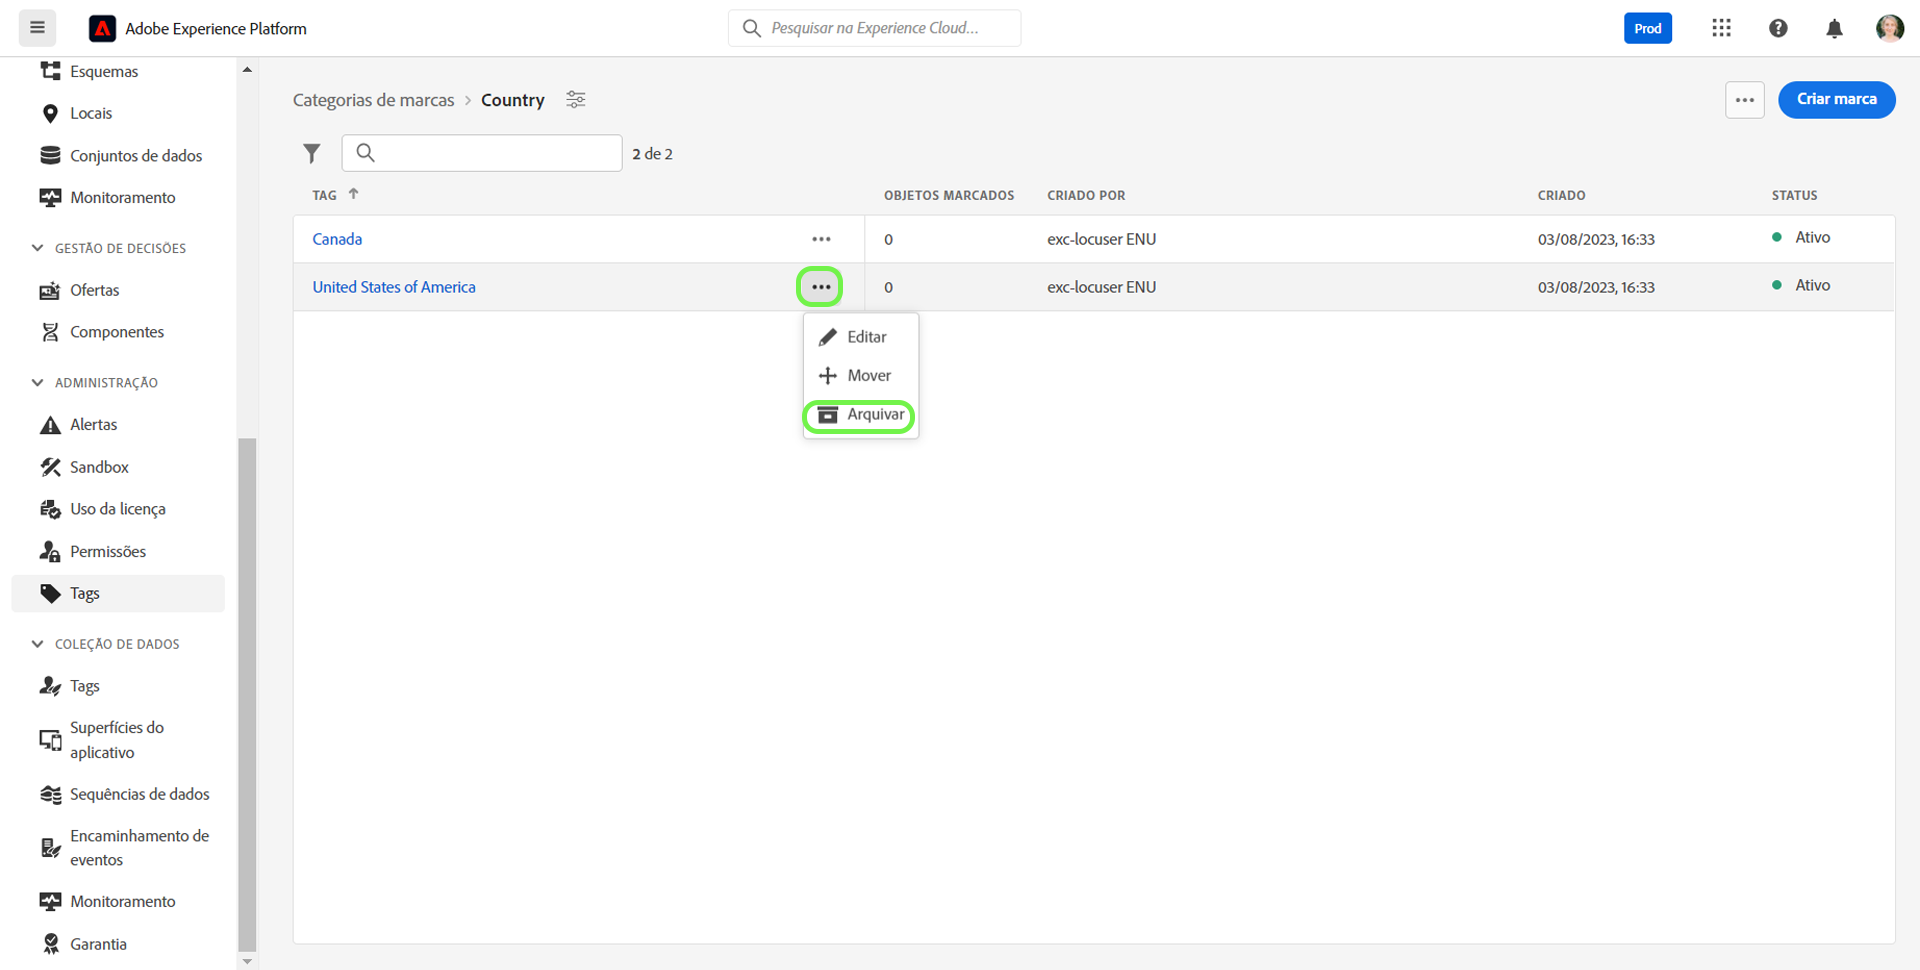 Adobe Experience Platform
Pesquisar na Experience Cloud...
Prod
Esquemas
Locais
Conjuntos de dados
Monitoramento
GESTÃO DE DECISÕES
Ofertas
Componentes
ADMINISTRAÇÃO
Alertas
Sandbox
Uso da licença
Permissões
Tags
COLEÇÃO DE DADOS
Tags
Superfícies do
aplicativo
Sequências de dados
Encaminhamento de
eventos
Monitoramento
Garantia
Categorias de marcas > Country
Criar marca
2 de 2
TAG OBJETOS MARCADOS CRIADO POR CRIADO STATUS
Canada 0 exc-locuser ENU 03/08/2023, 16:33 Ativo
United States of America 0 exc-locuser ENU 03/08/2023, 16:33 Ativo
Editar
Mover
Arquivar